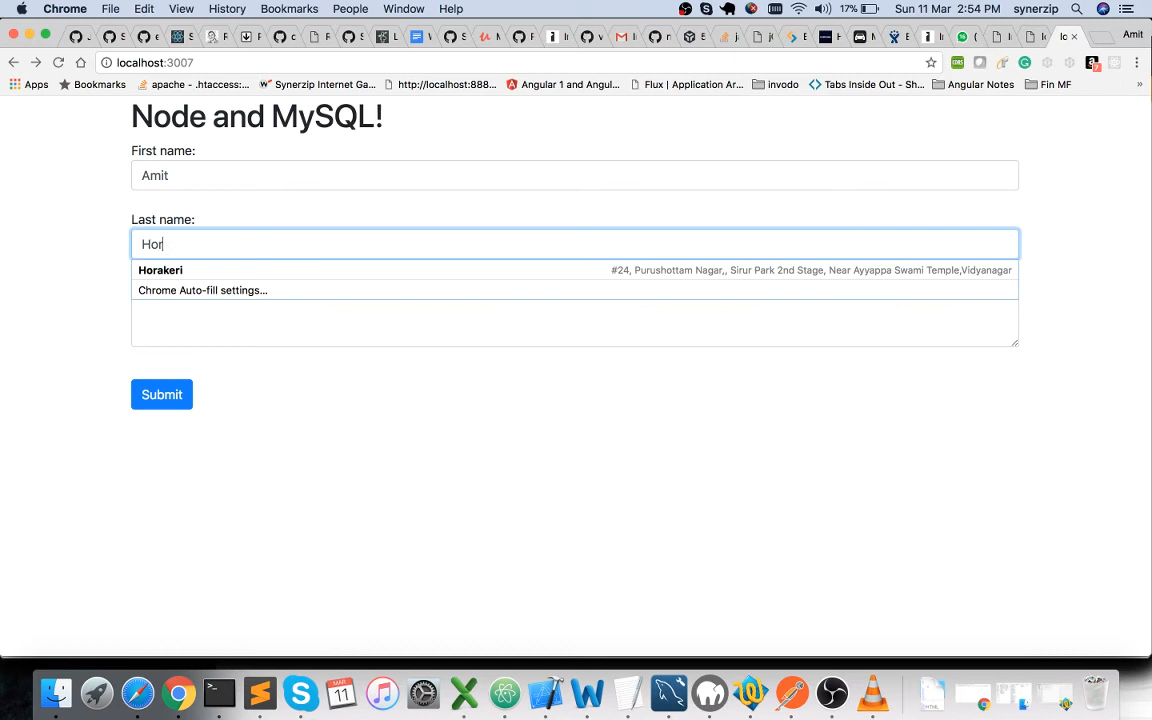 Chrome File Edit View History Bookmarks People Window Help 17% Sun 11 Mar 2:54 PM synerzip
Amit
localhost:3007
Apps Bookmarks apache - .htaccess:... Synerzip Internet Ga... http://localhost:888... Angular 1 and Angul... Flux | Application Ar... invodo Tabs Inside Out - Sh... Angular Notes Fin MF »
Node and MySQL!
First name:
Amit
Last name:
Hor
Horakeri #24, Purushottam Nagar,, Sirur Park 2nd Stage, Near Ayyappa Swami Temple,Vidyanagar
Chrome Auto-fill settings...
Submit